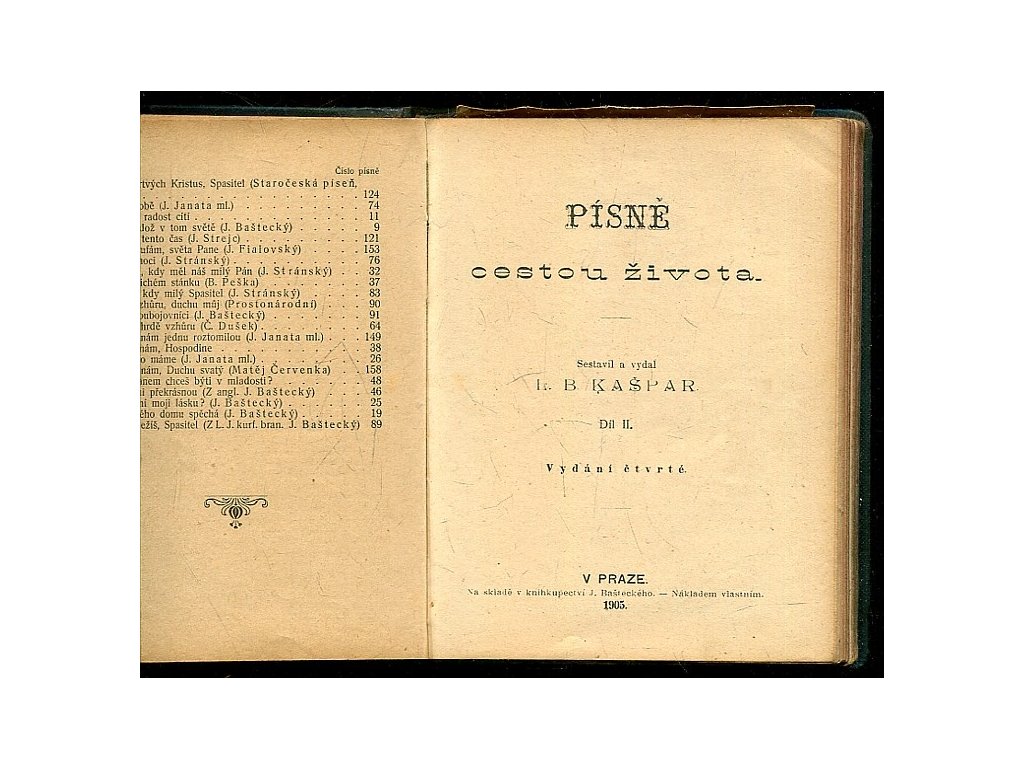 Číslo písně
rtvých Kristus, Spasitel (Staročeská píseň,
. . . . . . . . . . . . . . . . 124
obě (J. Janata ml.) . . . . . . . . . 74
radost cítí . . . . . . . . . . . . 11
lož v tom světě (J. Baštecký) . . . . . 9
tento čas (J. Strejc) . . . . . . . . . 121
ufám, světa Pane (J. Fialovský) . . . . 153
noci (J. Stránský) . . . . . . . . . . 76
, kdy měl náš milý Pán (J. Stránský) . . 32
tichém stánku (B. Peška) . . . . . . . 37
kdy milý Spasitel (J. Stránský) . . . . 83
zhůru, duchu můj (Prostonárodní) . . . . 90
oubojovníci (J. Baštecký) . . . . . . . 91
hrdě vzhůru (Č. Dušek) . . . . . . . . 64
nám jednu roztomilou (J. Janata ml.) . . . 149
nám, Hospodine . . . . . . . . . . . 38
o máme (J. Janata ml.) . . . . . . . . 26
nám, Duchu svatý (Matěj Červenka) . . . 158
nem chceš býti v mladosti? . . . . . . 48
i překrásnou (Z angl. J. Baštecký) . . . . 46
ní moji lásku? (J. Baštecký) . . . . . . 25
ého domu spěchá (J. Baštecký) . . . . . 19
ežíš, Spasitel (Z L. J. kurf. bran. J. Baštecký) 89
PÍSNĚ
cestou života.
Sestavil a vydal
L. B. KAŠPAR.
Díl II.
Vydání čtvrté.
V PRAZE.
Na skladě v knihkupectví J. Bašteckého. — Nákladem vlastním.
1905.